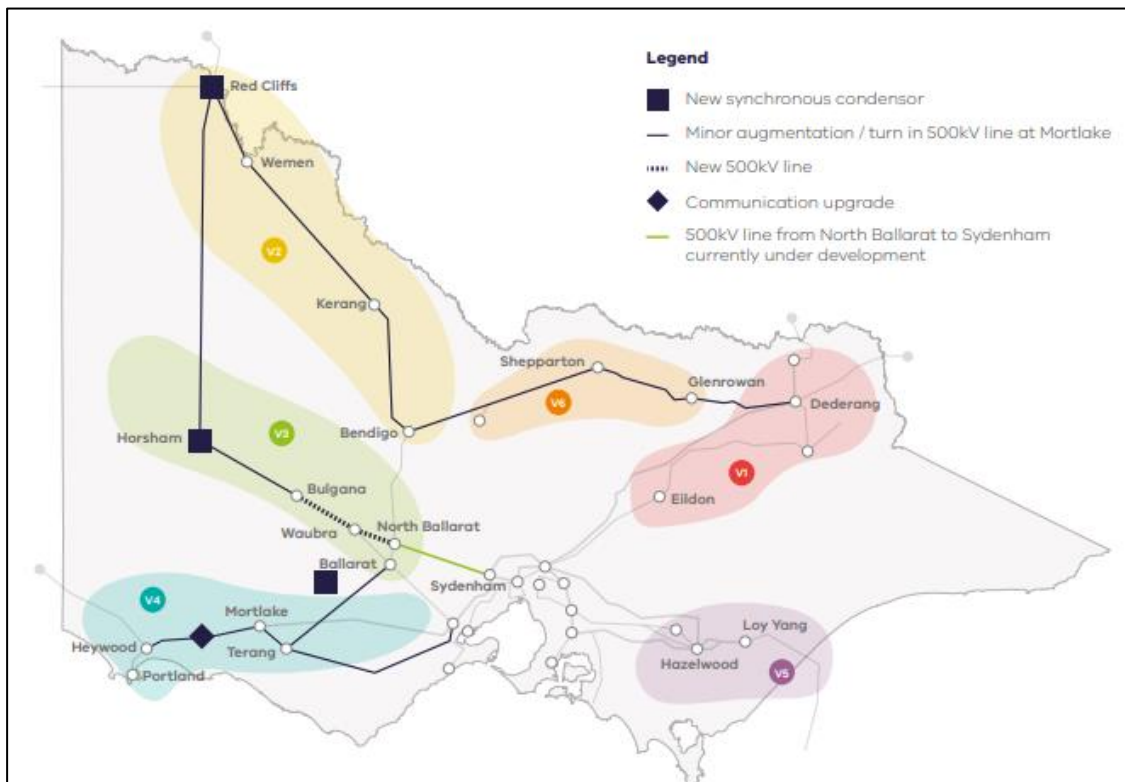 Legend
New synchronous condensor
Minor augmentation / turn in 500kV line at Mortlake
New 500kV line
Communication upgrade
500kV line from North Ballarat to Sydenham
currently under development
Red Cliffs
Wemen
V2
Kerang
Shepparton
Glenrowan
Dederang
V6
Bendigo
Horsham
V3
V1
Eildon
Bulgana
Waubra
North Ballarat
Ballarat
Sydenham
V4
Mortlake
Heywood
Terang
Portland
Loy Yang
Hazelwood
V5